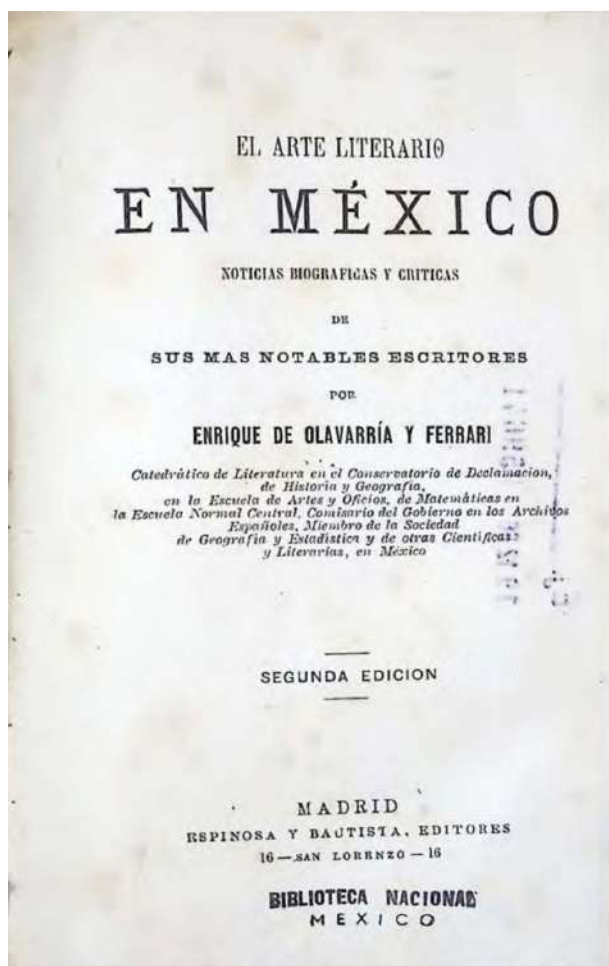 EL ARTE LITERARIO
EN MÉXICO
NOTICIAS BIOGRAFICAS Y CRITICAS
DE
SUS MAS NOTABLES ESCRITORES
POR
ENRIQUE DE OLAVARRÍA Y FERRARI
Catedrático de Literatura en el Conservatorio de Declamacion,
de Historia y Geografia,
en la Escuela de Artes y Oficios, de Matemáticas en
la Escuela Normal Central, Comisario del Gobierno en los Archivos
Españoles, Miembro de la Sociedad
de Geografia y Estadística y de otras Científicas
y Literarias, en México
SEGUNDA EDICION
MADRID
ESPINOSA Y BAUTISTA, EDITORES
16 — SAN LORENZO — 16
BIBLIOTECA NACIONAL
MEXICO